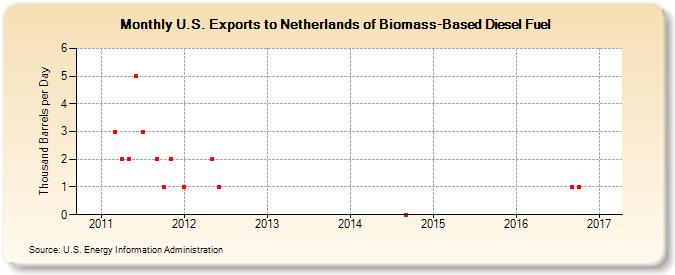 Monthly U.S. Exports to Netherlands of Biomass-Based Diesel Fuel
Thousand Barrels per Day
6
5
4
3
2
1
0
2011 2012 2013 2014 2015 2016 2017
Source: U.S. Energy Information Administration